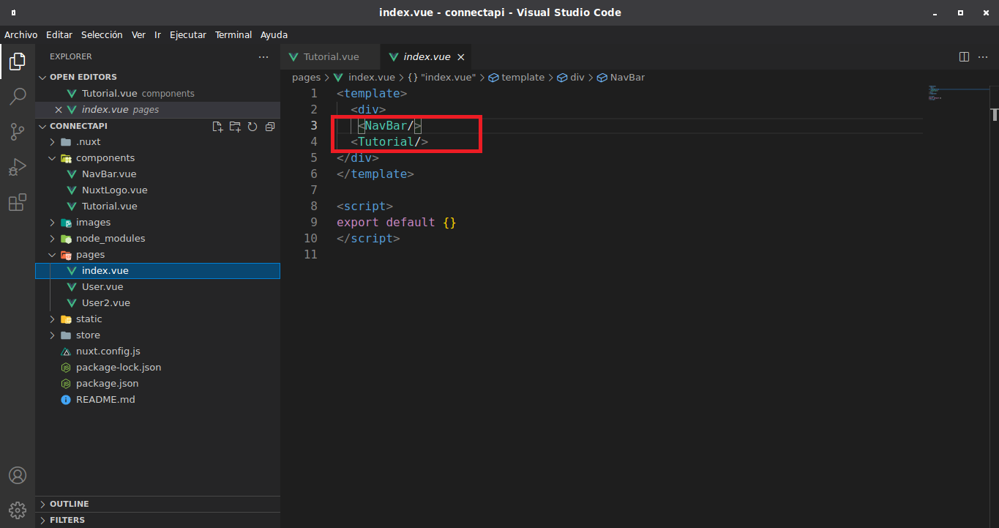 index.vue - connectapi - Visual Studio Code
Archivo Editar Selección Ver Ir Ejecutar Terminal Ayuda
EXPLORER
OPEN EDITORS
Tutorial.vue components
index.vue pages
CONNECTAPI
.nuxt
components
NavBar.vue
NuxtLogo.vue
Tutorial.vue
images
node_modules
pages
index.vue
User.vue
User2.vue
static
store
nuxt.config.js
package-lock.json
package.json
README.md
OUTLINE
FILTERS
Tutorial.vue index.vue
pages > index.vue > {} "index.vue" > template > div > NavBar
1 <template>
2 <div>
3 <NavBar/>
4 <Tutorial/>
5 </div>
6 </template>
7
8 <script>
9 export default {}
10 </script>
11